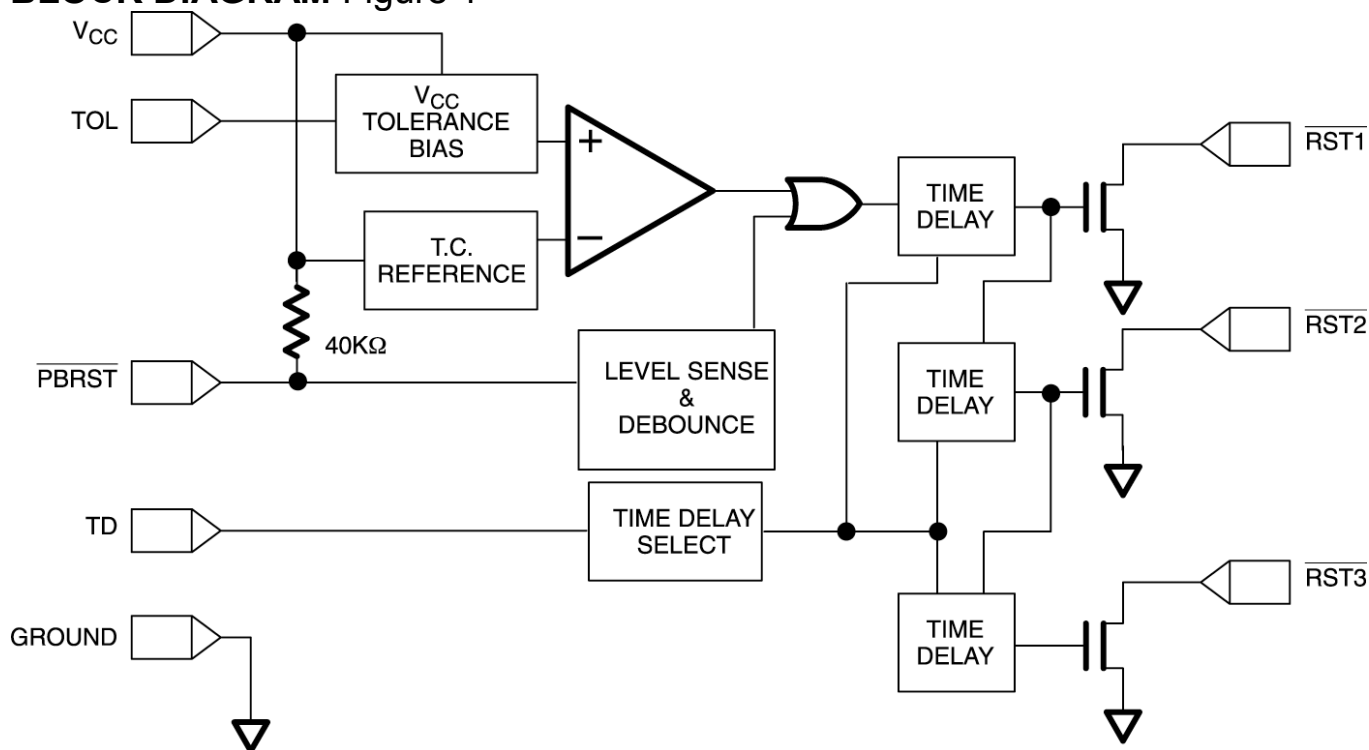 BLOCK DIAGRAM Figure 1
VCC
TOL
VCC
TOLERANCE
BIAS
+
−
T.C.
REFERENCE
40KΩ
PBRST
LEVEL SENSE
&
DEBOUNCE
TD
TIME DELAY
SELECT
GROUND
TIME
DELAY
TIME
DELAY
TIME
DELAY
RST1
RST2
RST3